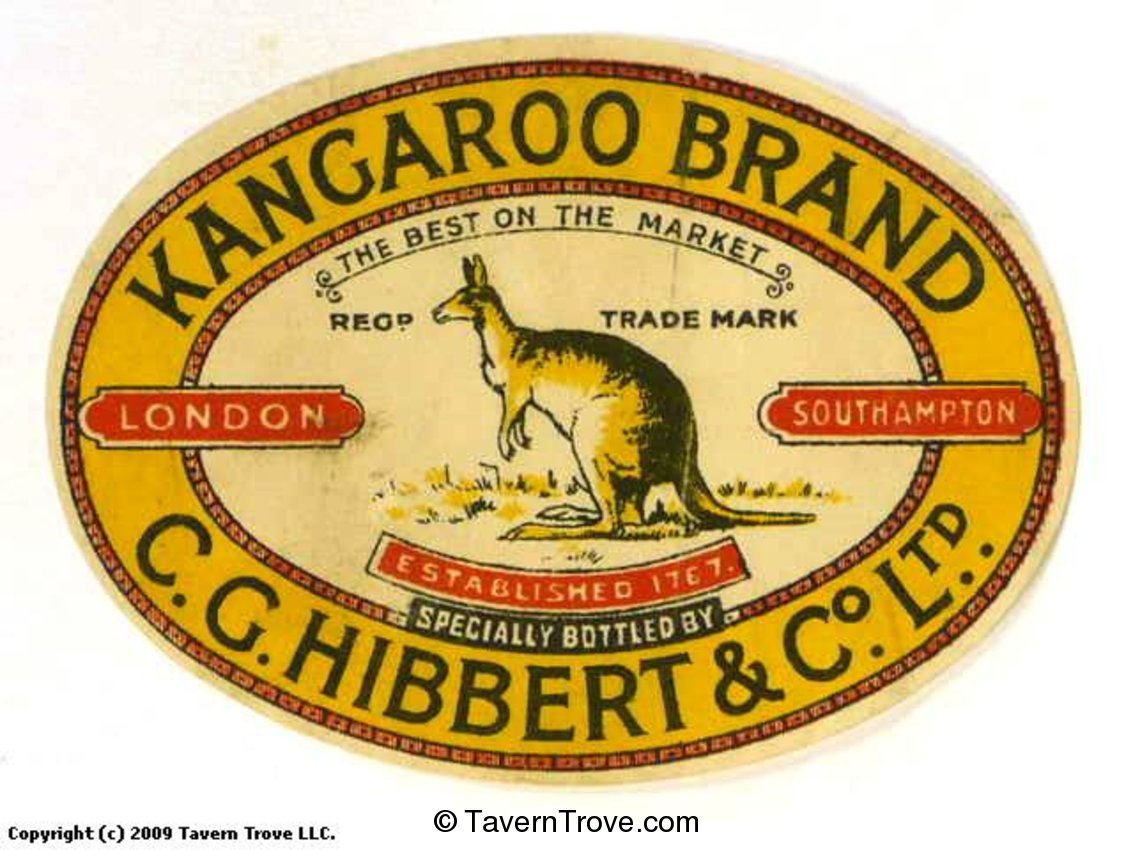 KANGAROO BRAND
THE BEST ON THE MARKET
REGD TRADE MARK
LONDON
SOUTHAMPTON
ESTABLISHED 1767.
SPECIALLY BOTTLED BY
C. G. HIBBERT & Co. LTD.
© TavernTrove.com
Copyright (c) 2009 Tavern Trove LLC.